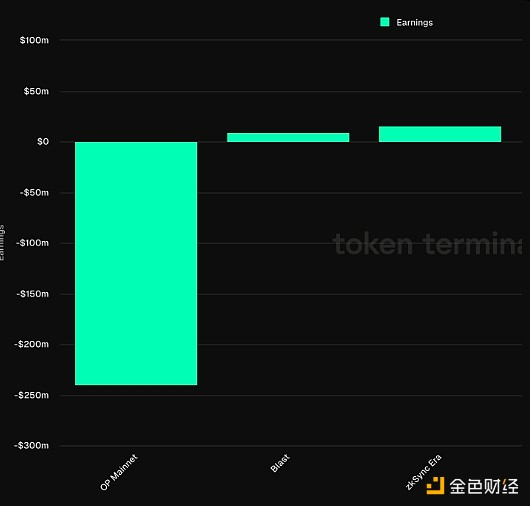 Earnings
$100m
$50m
$0
-$50m
-$100m
-$150m
-$200m
-$250m
-$300m
Earnings
token termina
OP Mainnet
Blast
zkSync Era
金色财经